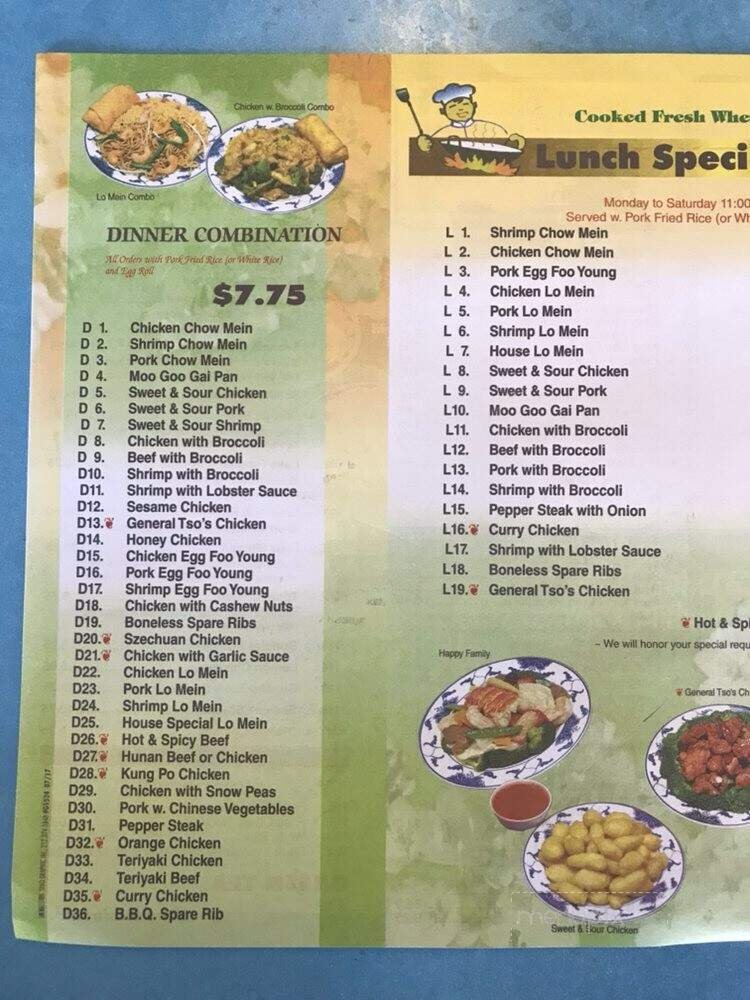 Chicken w. Broccoli Combo
Lo Mein Combo
DINNER COMBINATION
All Orders with Pork Fried Rice (or White Rice)
and Egg Roll
$7.75
D 1. Chicken Chow Mein
D 2. Shrimp Chow Mein
D 3. Pork Chow Mein
D 4. Moo Goo Gai Pan
D 5. Sweet & Sour Chicken
D 6. Sweet & Sour Pork
D 7. Sweet & Sour Shrimp
D 8. Chicken with Broccoli
D 9. Beef with Broccoli
D10. Shrimp with Broccoli
D11. Shrimp with Lobster Sauce
D12. Sesame Chicken
D13. General Tso's Chicken
D14. Honey Chicken
D15. Chicken Egg Foo Young
D16. Pork Egg Foo Young
D17. Shrimp Egg Foo Young
D18. Chicken with Cashew Nuts
D19. Boneless Spare Ribs
D20. Szechuan Chicken
D21. Chicken with Garlic Sauce
D22. Chicken Lo Mein
D23. Pork Lo Mein
D24. Shrimp Lo Mein
D25. House Special Lo Mein
D26. Hot & Spicy Beef
D27. Hunan Beef or Chicken
D28. Kung Po Chicken
D29. Chicken with Snow Peas
D30. Pork w. Chinese Vegetables
D31. Pepper Steak
D32. Orange Chicken
D33. Teriyaki Chicken
D34. Teriyaki Beef
D35. Curry Chicken
D36. B.B.Q. Spare Rib
Cooked Fresh Whe
Lunch Speci
Monday to Saturday 11:00
Served w. Pork Fried Rice (or Wh
L 1. Shrimp Chow Mein
L 2. Chicken Chow Mein
L 3. Pork Egg Foo Young
L 4. Chicken Lo Mein
L 5. Pork Lo Mein
L 6. Shrimp Lo Mein
L 7. House Lo Mein
L 8. Sweet & Sour Chicken
L 9. Sweet & Sour Pork
L10. Moo Goo Gai Pan
L11. Chicken with Broccoli
L12. Beef with Broccoli
L13. Pork with Broccoli
L14. Shrimp with Broccoli
L15. Pepper Steak with Onion
L16. Curry Chicken
L17. Shrimp with Lobster Sauce
L18. Boneless Spare Ribs
L19. General Tso's Chicken
Hot & Spi
~ We will honor your special requ
Happy Family
General Tso's Ch
Sweet & Sour Chicken